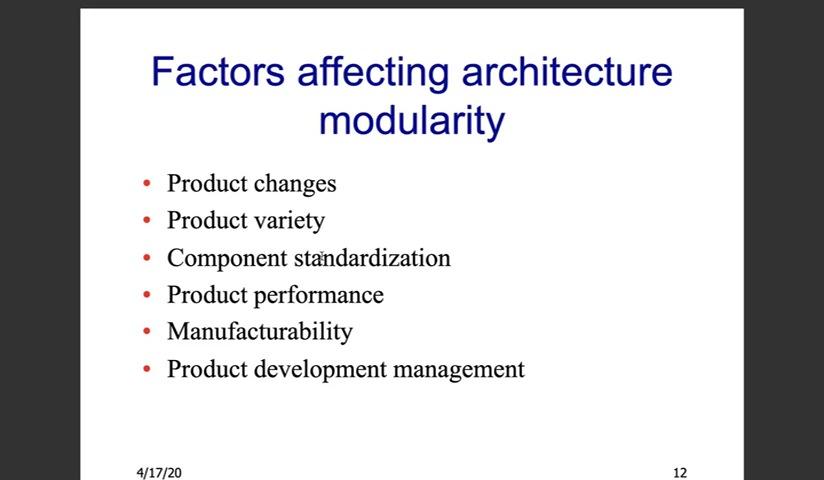 Factors affecting architecture
modularity
• Product changes
• Product variety
• Component standardization
• Product performance
• Manufacturability
• Product development management
4/17/20
12